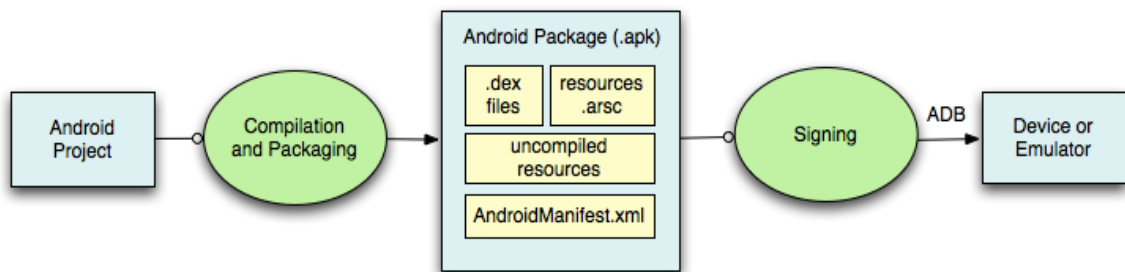 Android
Project
Compilation
and Packaging
Android Package (.apk)
.dex
files
resources
.arsc
uncompiled
resources
AndroidManifest.xml
Signing
ADB
Device or
Emulator